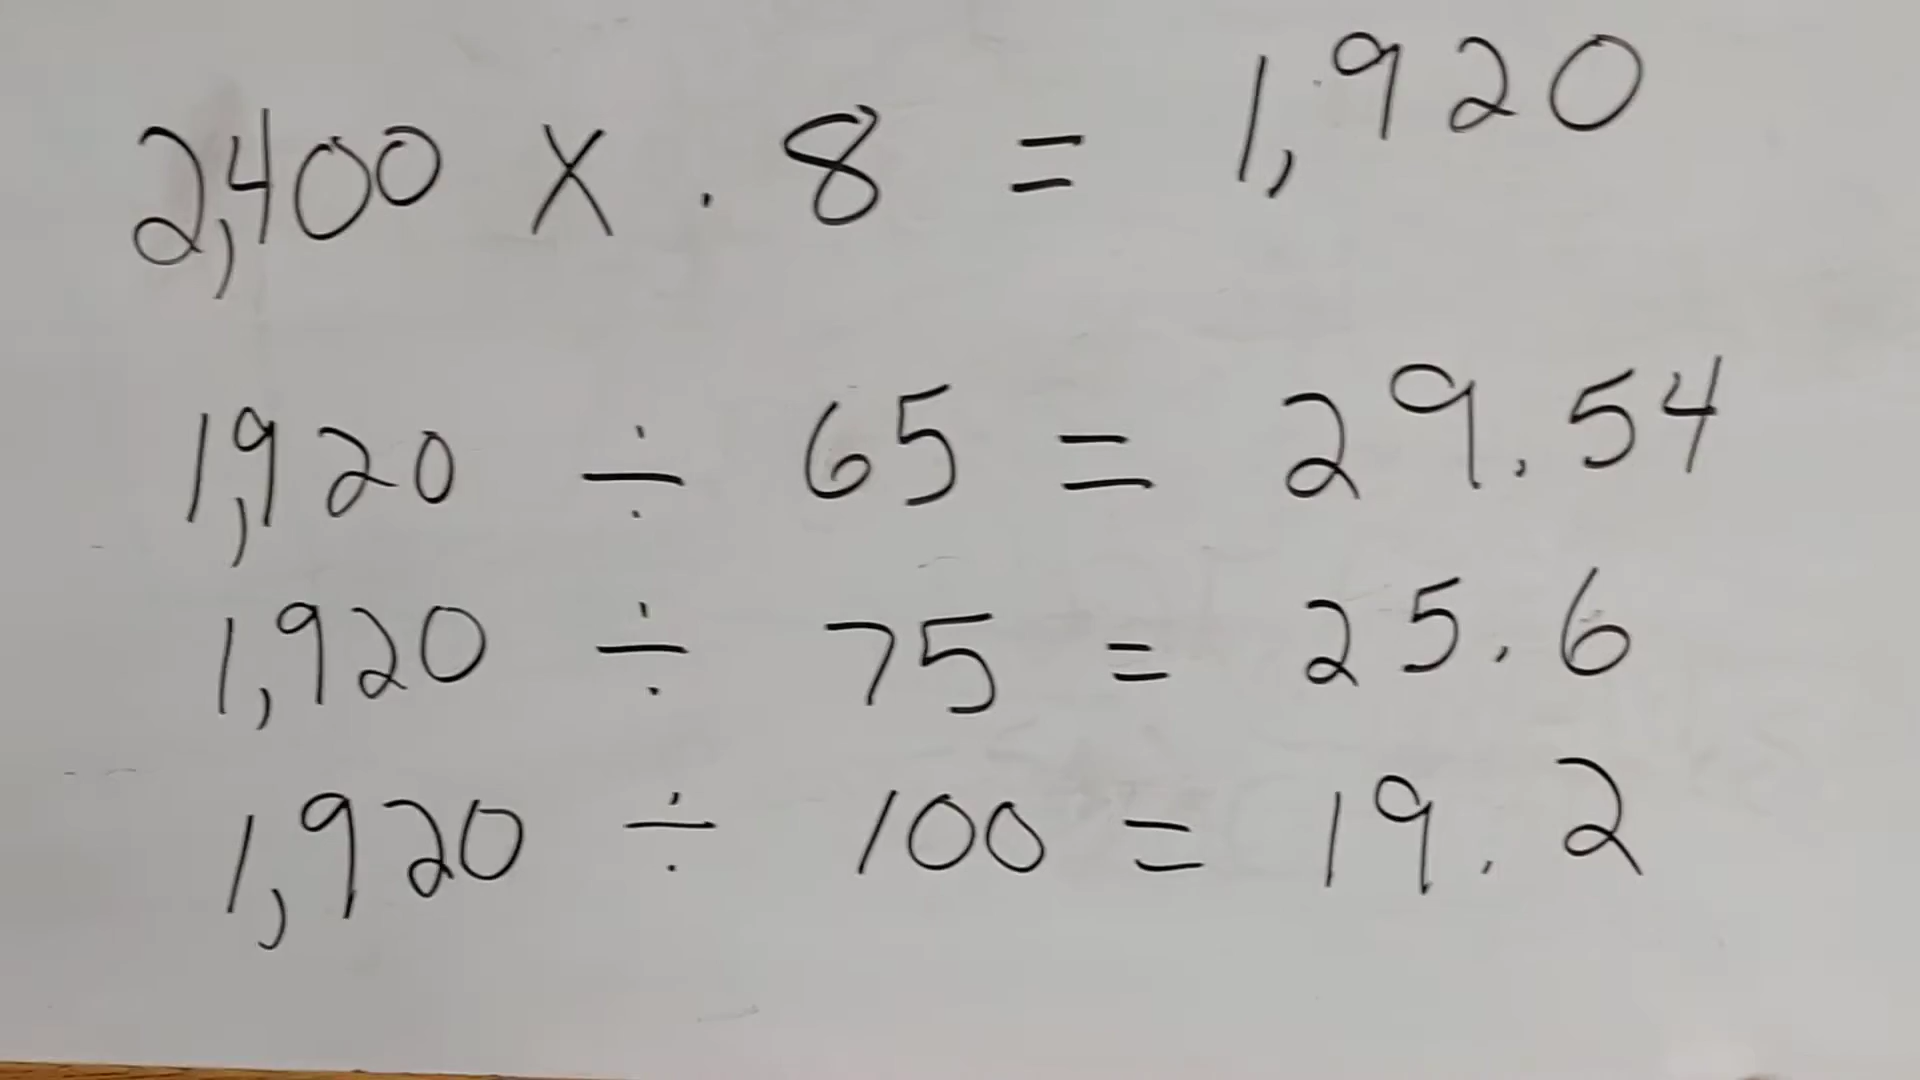 2,400 x .8 = 1,920
1,920 ÷ 65 = 29.54
1,920 ÷ 75 = 25.6
1,920 ÷ 100 = 19.2